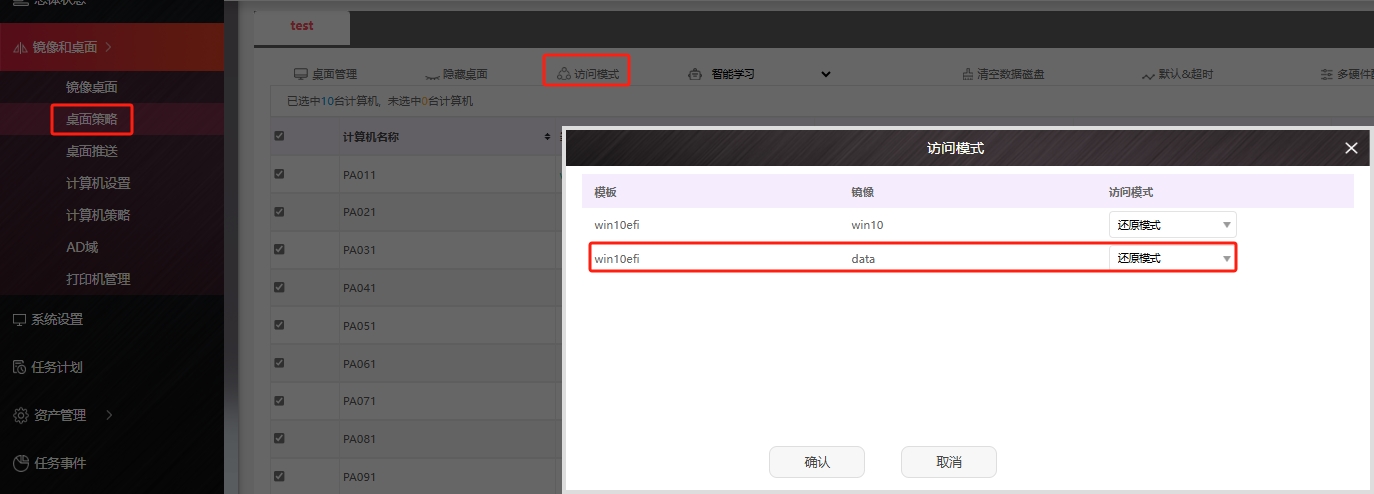 总体状态
镜像和桌面
镜像桌面
桌面策略
桌面推送
计算机设置
计算机策略
AD域
打印机管理
系统设置
任务计划
资产管理
任务事件
test
桌面管理 隐藏桌面 访问模式 智能学习 清空数据磁盘 默认&超时 多硬件
已选中10台计算机, 未选中0台计算机
计算机名称
PA011
PA021
PA031
PA041
PA051
PA061
PA071
PA081
PA091
访问模式
模板 镜像 访问模式
win10efi win10 还原模式
win10efi data 还原模式
确认 取消